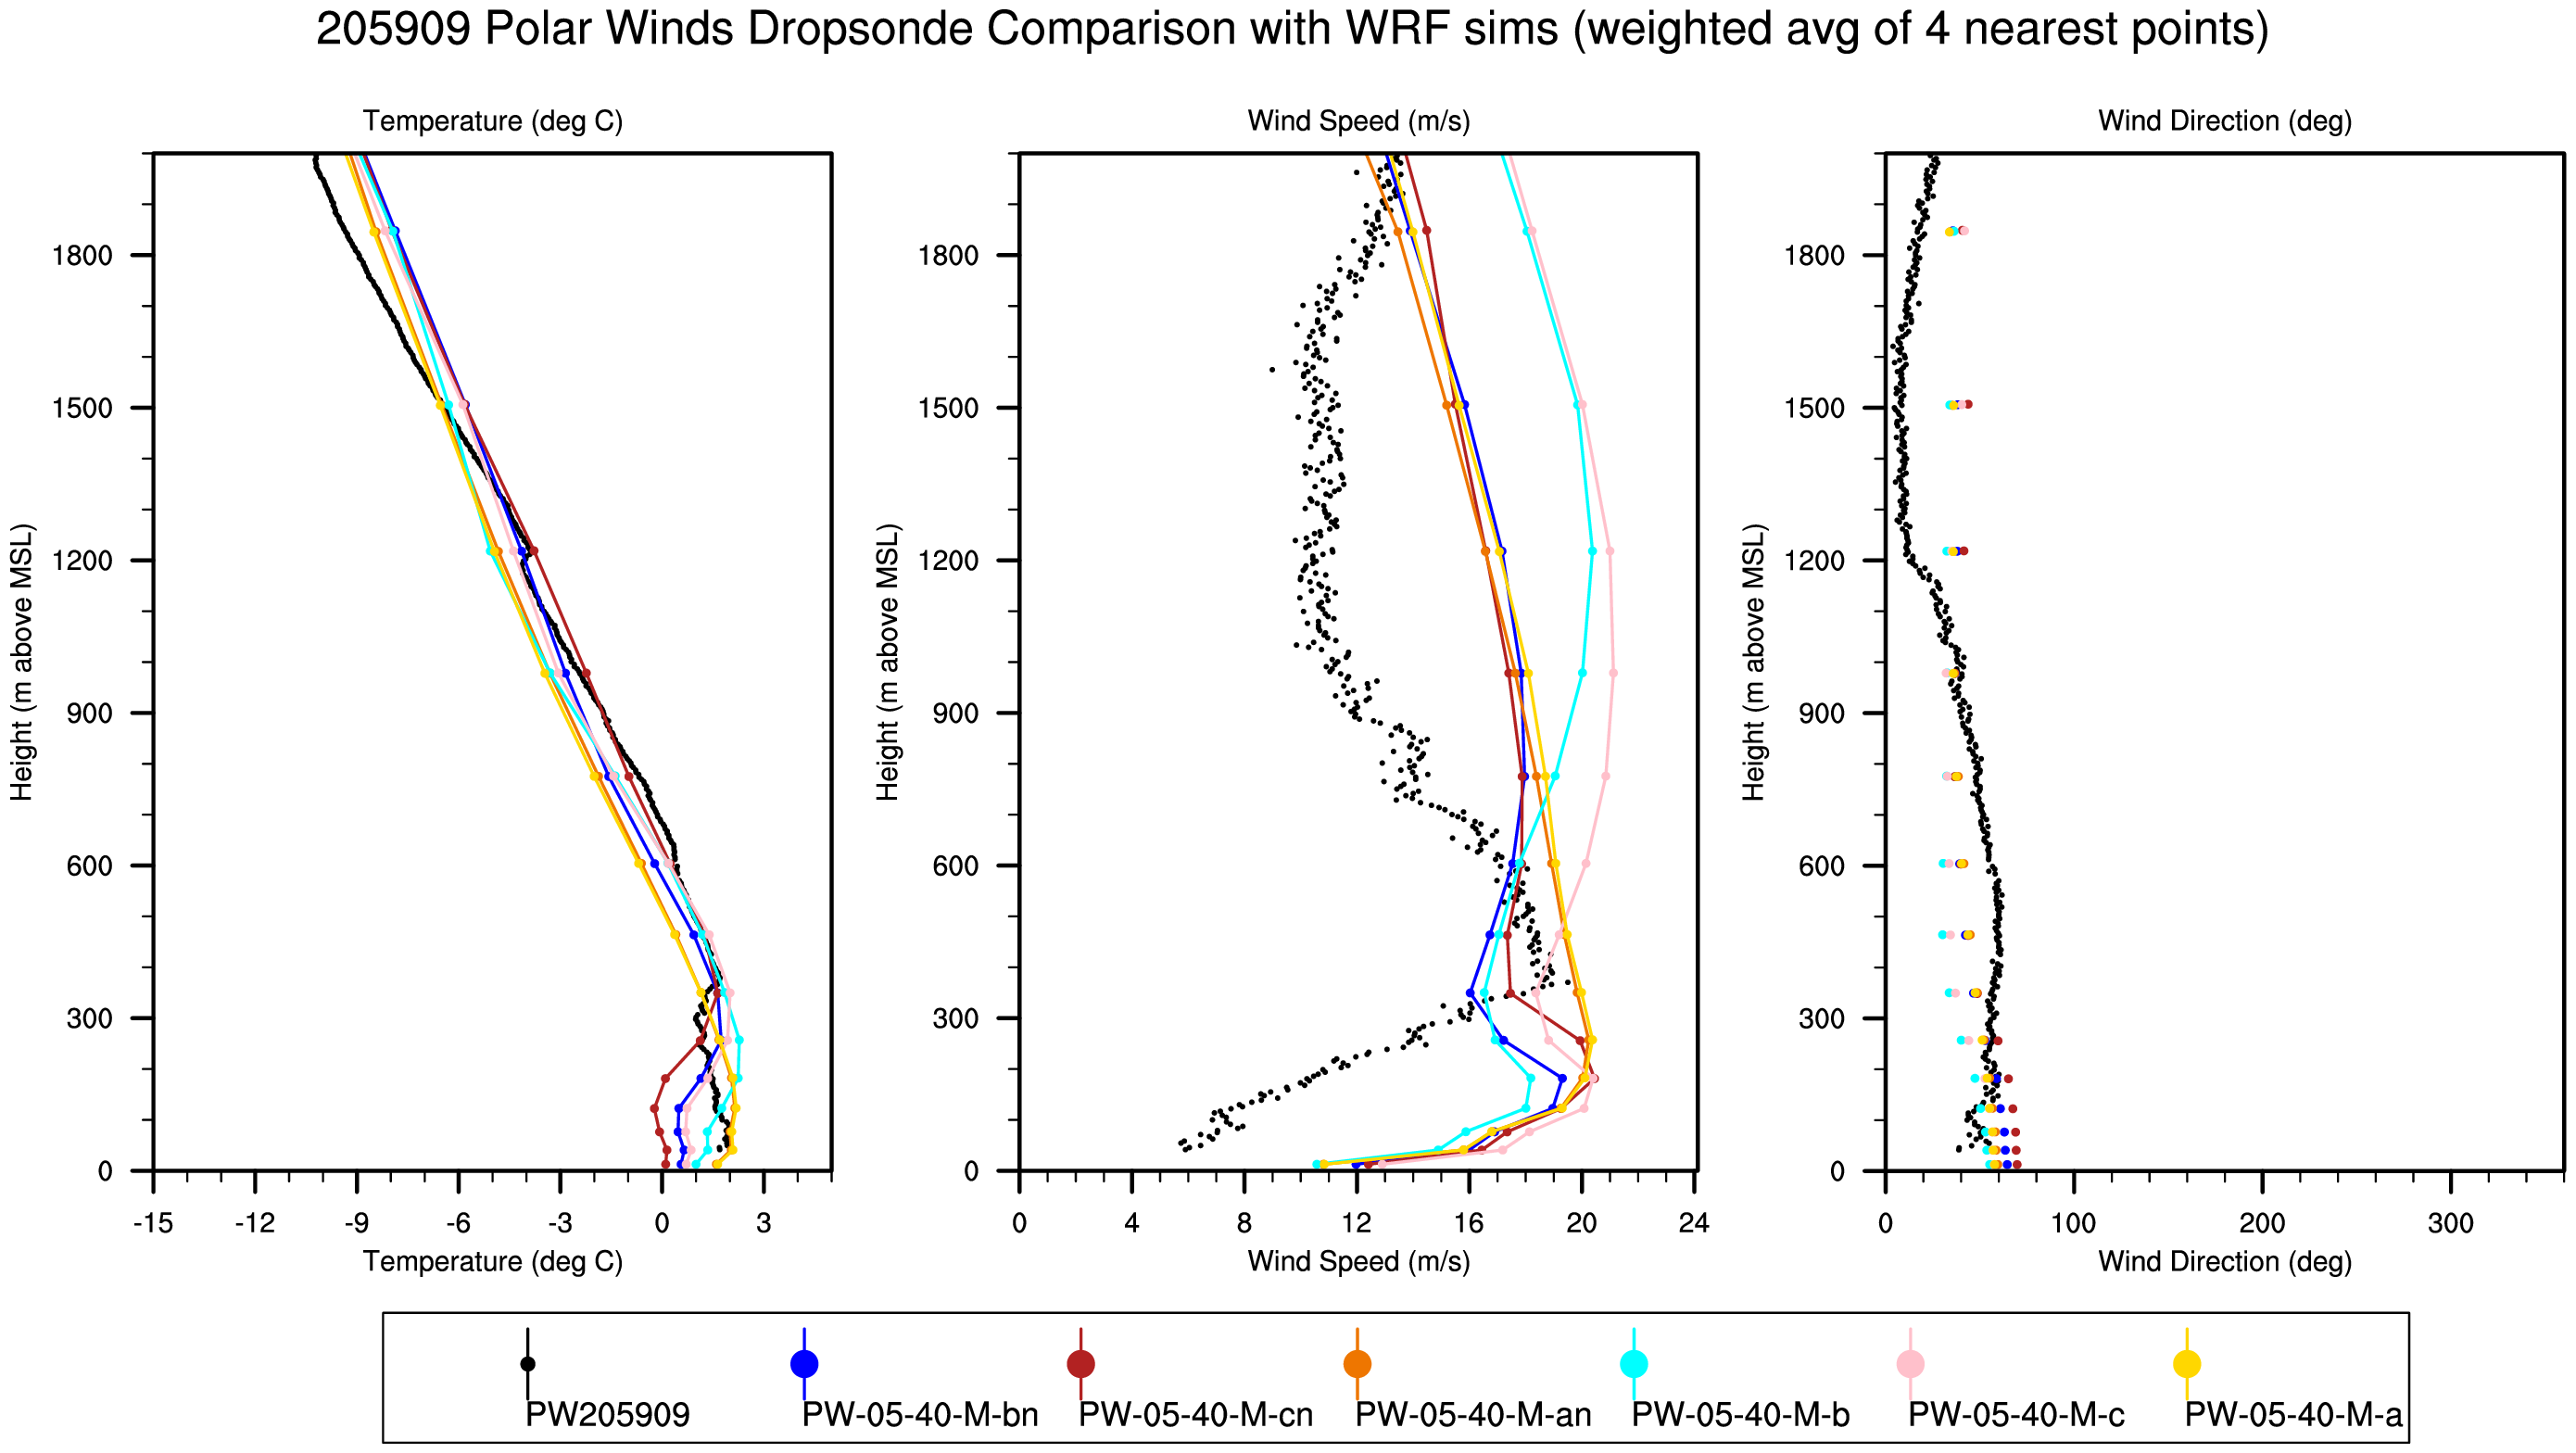 205909 Polar Winds Dropsonde Comparison with WRF sims (weighted avg of 4 nearest points)
Temperature (deg C)
Wind Speed (m/s)
Wind Direction (deg)
Height (m above MSL)
1800
1500
1200
900
600
300
0
-15 -12 -9 -6 -3 0 3
Temperature (deg C)
Height (m above MSL)
1800
1500
1200
900
600
300
0
0 4 8 12 16 20 24
Wind Speed (m/s)
Height (m above MSL)
1800
1500
1200
900
600
300
0
0 100 200 300
Wind Direction (deg)
PW205909 PW-05-40-M-bn PW-05-40-M-cn PW-05-40-M-an PW-05-40-M-b PW-05-40-M-c PW-05-40-M-a